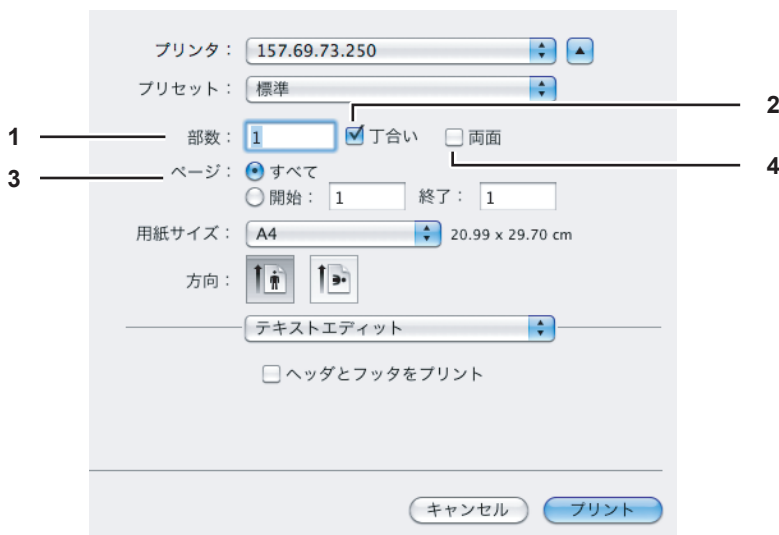 プリンタ： 157.69.73.250
プリセット： 標準
2
1 部数： 1 丁合い 両面
4
3 ページ： すべて
開始： 1 終了： 1
用紙サイズ： A4 20.99 x 29.70 cm
方向：
テキストエディット
ヘッダとフッタをプリント
キャンセル プリント